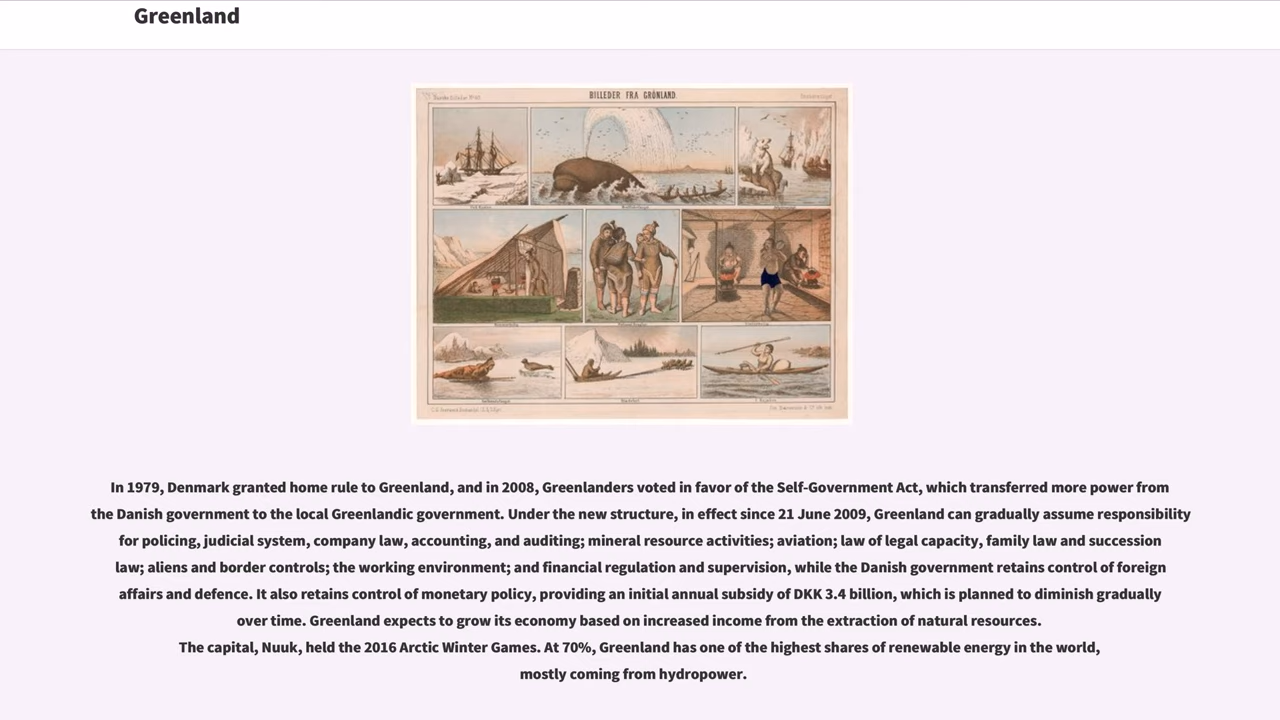 Greenland
BILLEDER FRA GRÖNLAND.
In 1979, Denmark granted home rule to Greenland, and in 2008, Greenlanders voted in favor of the Self-Government Act, which transferred more power from
the Danish government to the local Greenlandic government. Under the new structure, in effect since 21 June 2009, Greenland can gradually assume responsibility
for policing, judicial system, company law, accounting, and auditing; mineral resource activities; aviation; law of legal capacity, family law and succession
law; aliens and border controls; the working environment; and financial regulation and supervision, while the Danish government retains control of foreign
affairs and defence. It also retains control of monetary policy, providing an initial annual subsidy of DKK 3.4 billion, which is planned to diminish gradually
over time. Greenland expects to grow its economy based on increased income from the extraction of natural resources.
The capital, Nuuk, held the 2016 Arctic Winter Games. At 70%, Greenland has one of the highest shares of renewable energy in the world,
mostly coming from hydropower.